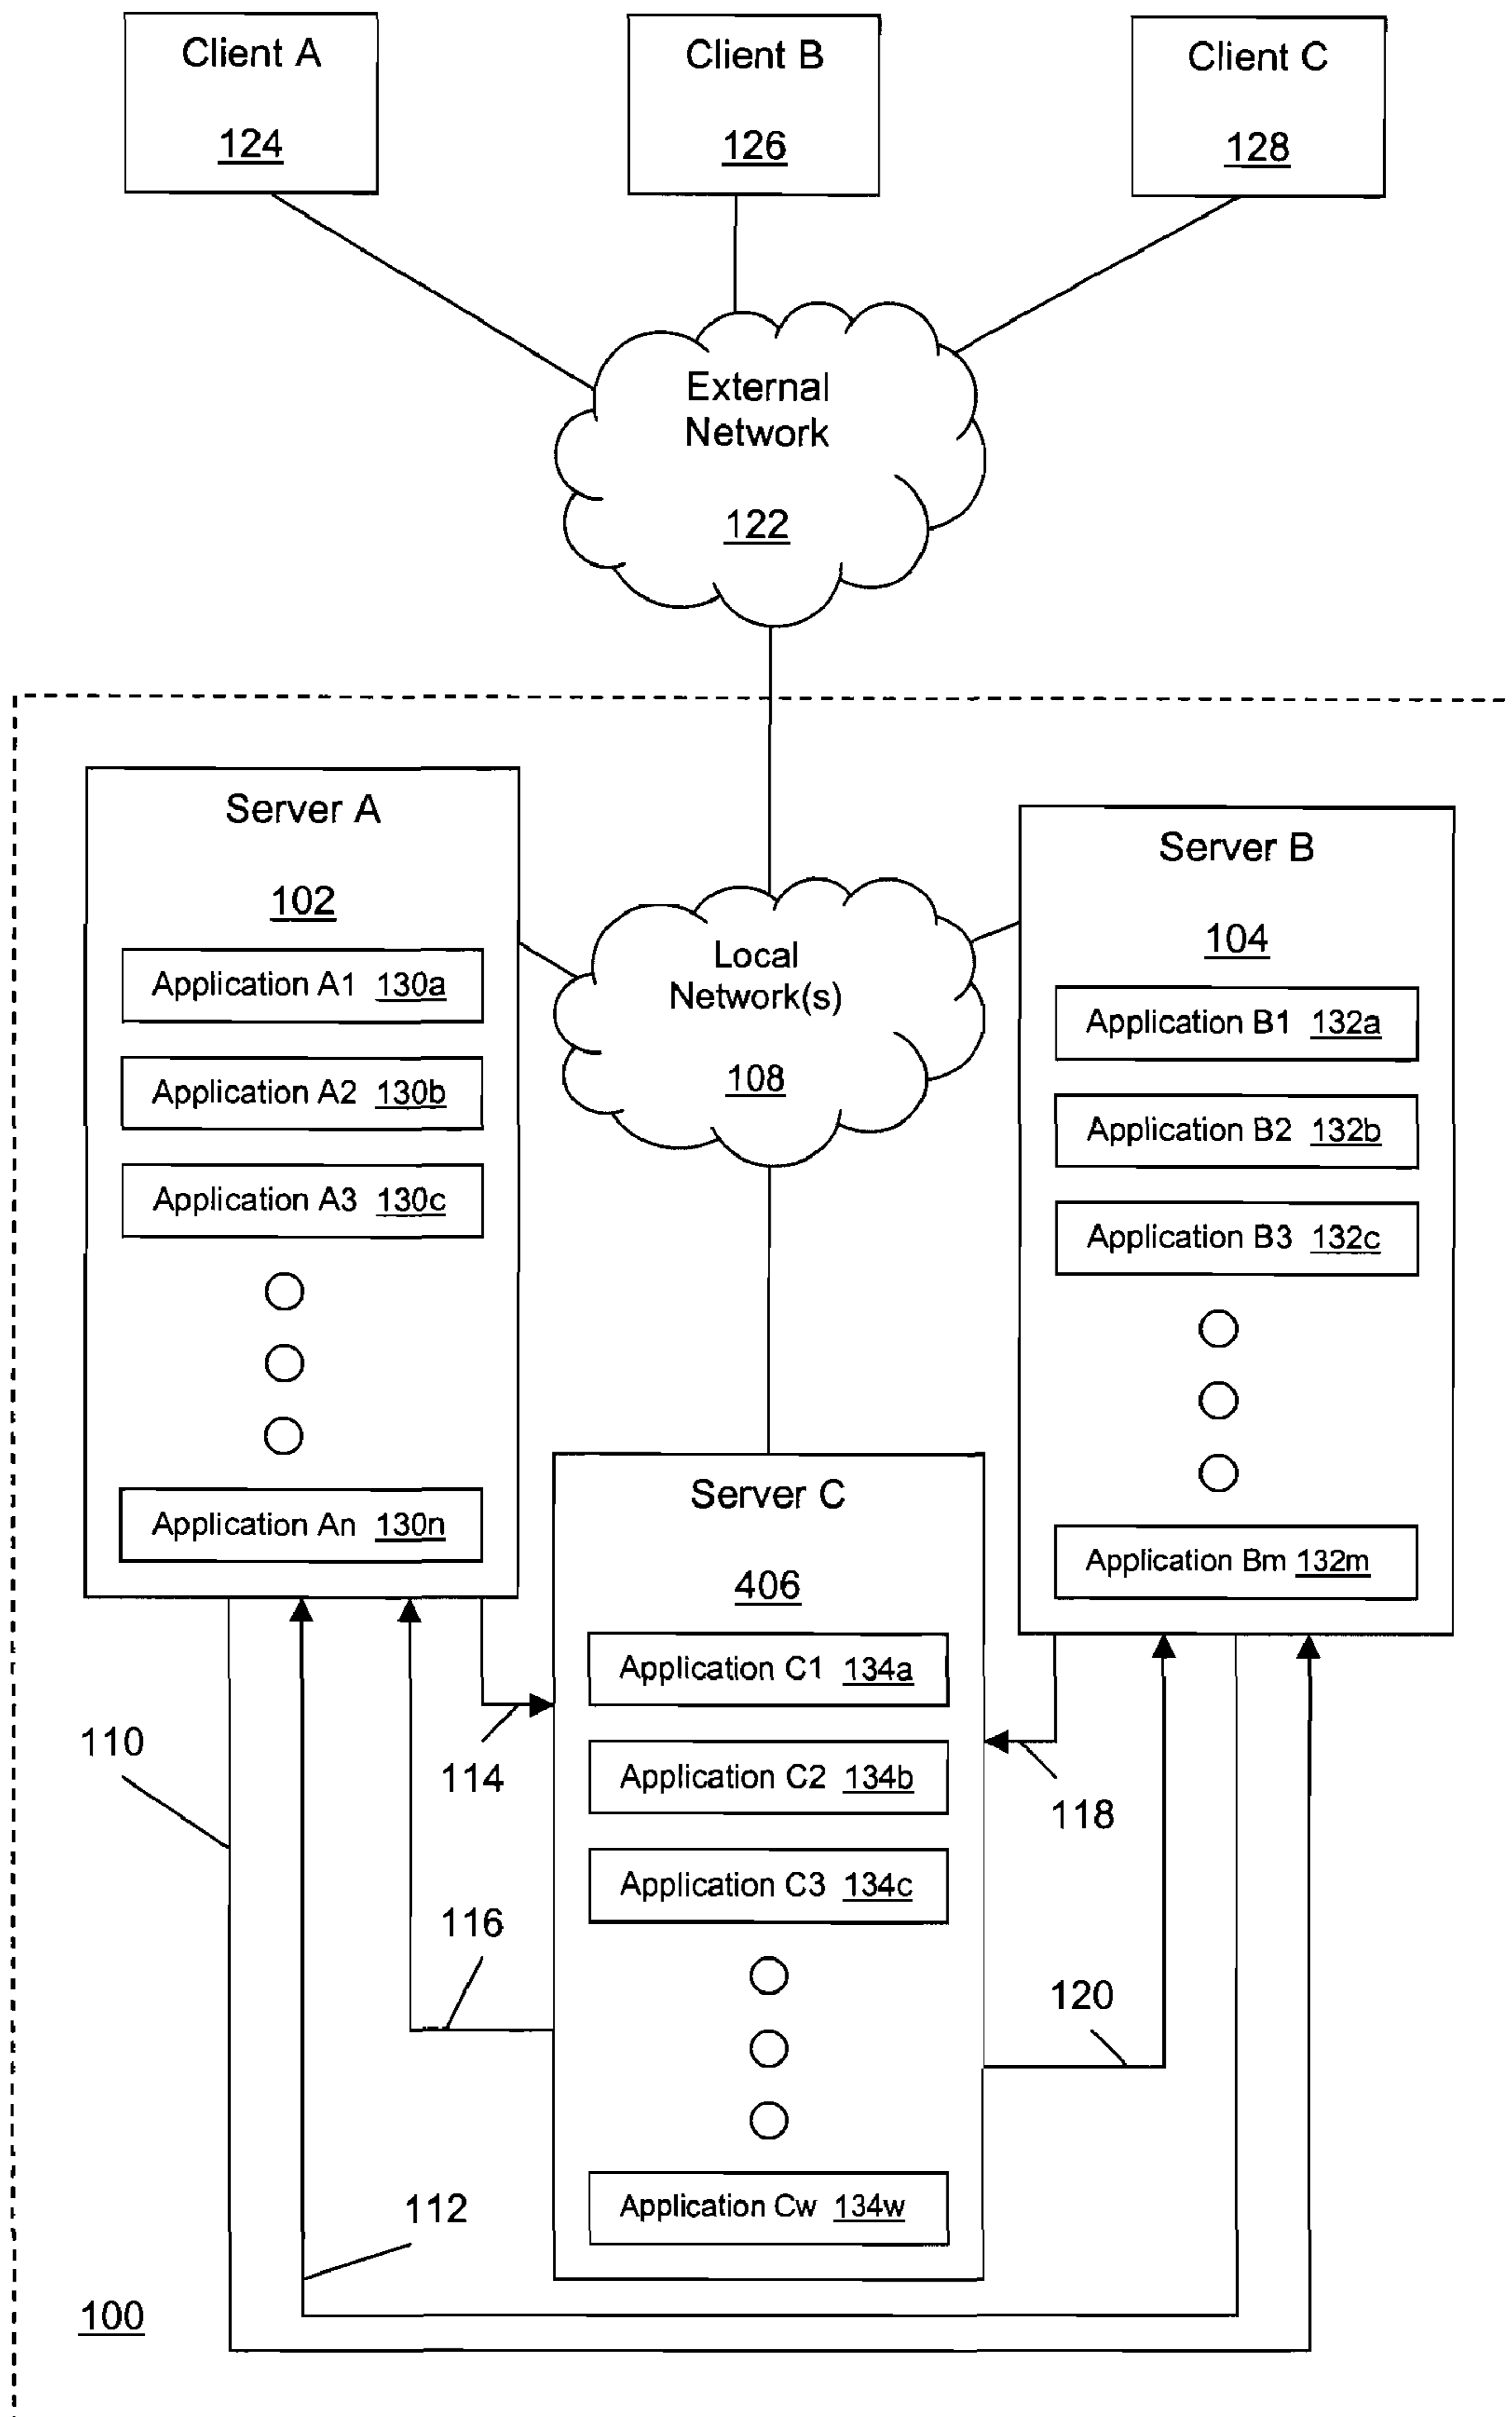 Client A
124
Client B
126
Client C
128
External
Network
122
Server A
102
Application A1 130a
Application A2 130b
Application A3 130c
Application An 130n
Local
Network(s)
108
Server B
104
Application B1 132a
Application B2 132b
Application B3 132c
Application Bm 132m
Server C
406
Application C1 134a
Application C2 134b
Application C3 134c
Application Cw 134w
110
114
118
116
120
112
100